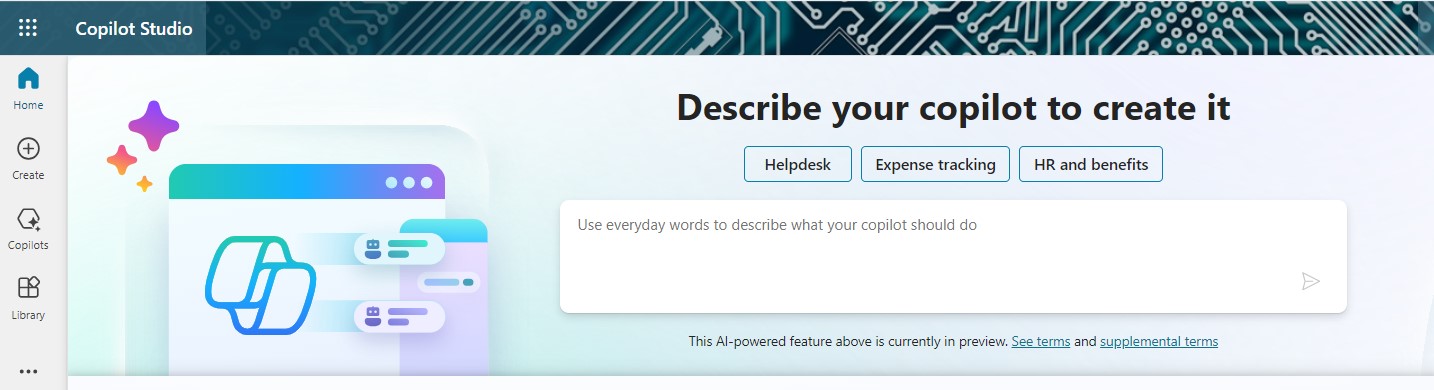 Copilot Studio
Home
Create
Copilots
Library
Describe your copilot to create it
Helpdesk Expense tracking HR and benefits
Use everyday words to describe what your copilot should do
This AI-powered feature above is currently in preview. See terms and supplemental terms